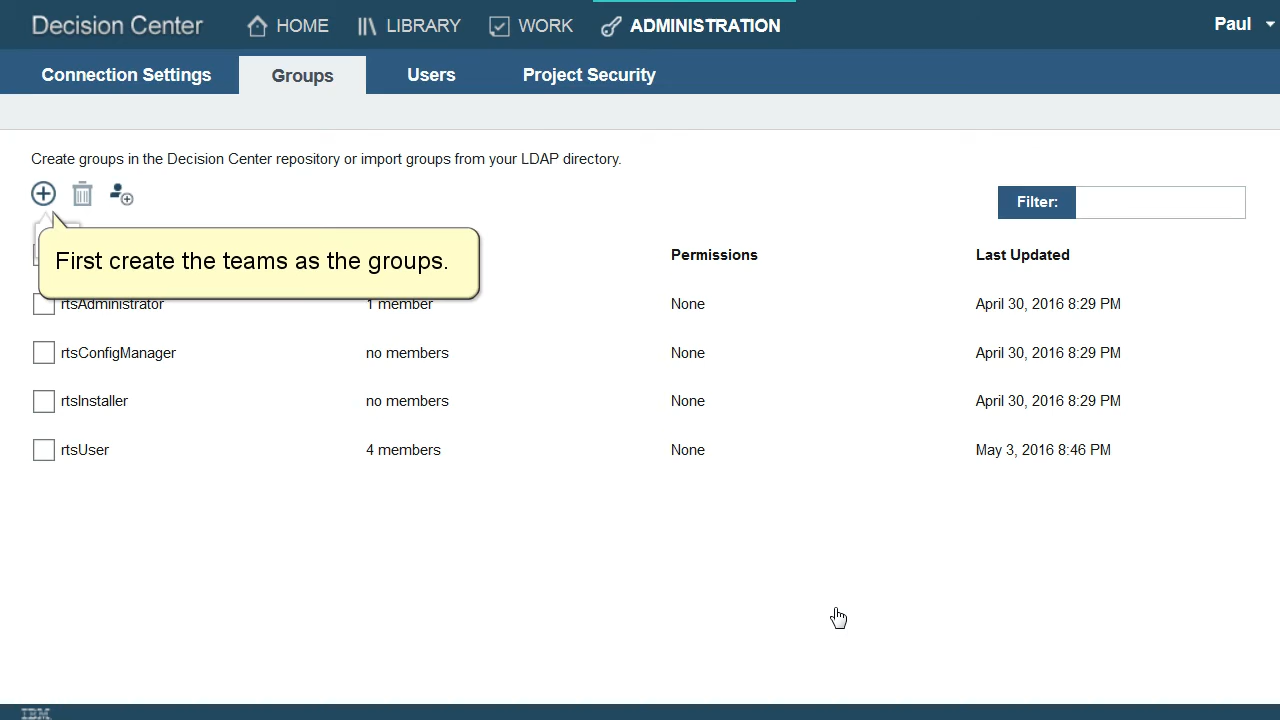 Decision Center HOME LIBRARY WORK ADMINISTRATION Paul
Connection Settings Groups Users Project Security
Create groups in the Decision Center repository or import groups from your LDAP directory.
Filter:
First create the teams as the groups.
Permissions Last Updated
rtsAdministrator 1 member None April 30, 2016 8:29 PM
rtsConfigManager no members None April 30, 2016 8:29 PM
rtsInstaller no members None April 30, 2016 8:29 PM
rtsUser 4 members None May 3, 2016 8:46 PM
IBM